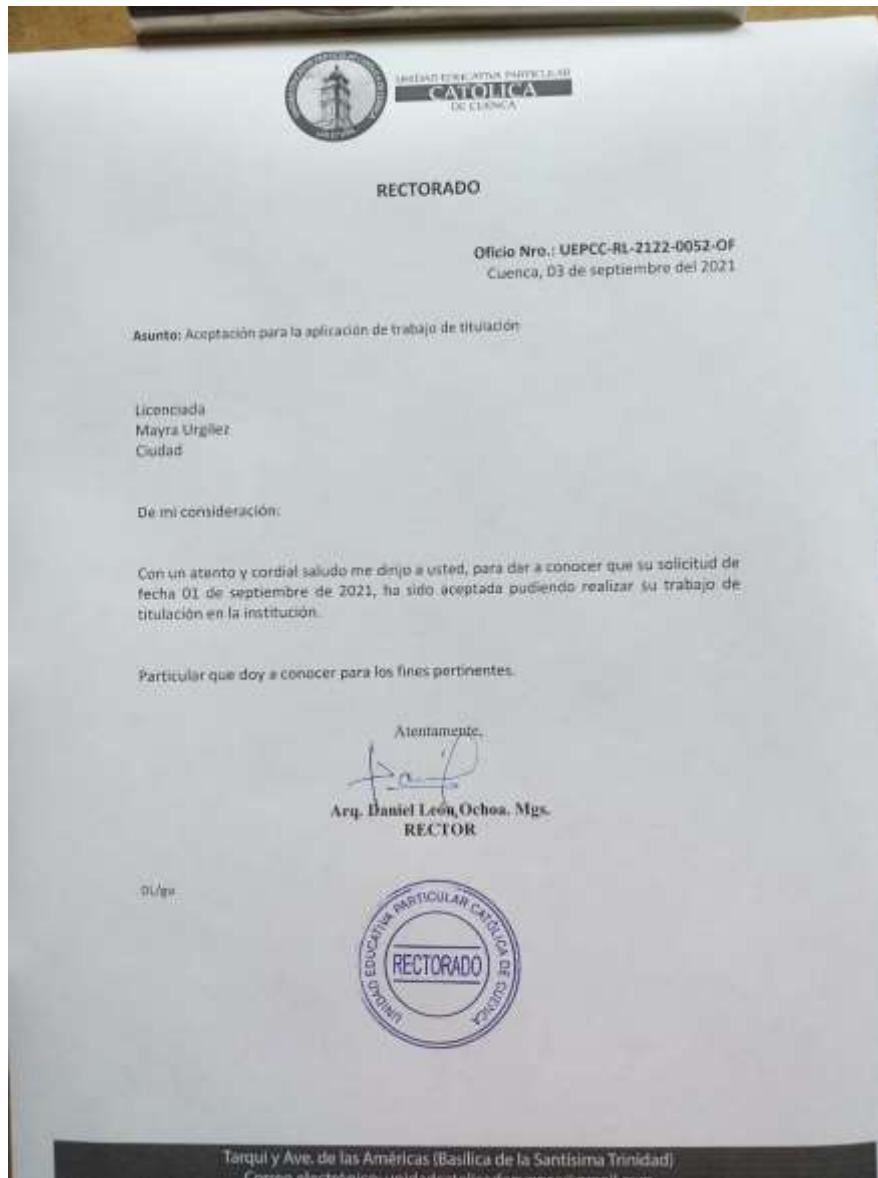 UNIDAD EDUCATIVA PARTICULAR
CATÓLICA
DE CUENCA
RECTORADO
Oficio Nro.: UEPCC-RL-2122-0052-OF
Cuenca, 03 de septiembre del 2021
Asunto: Aceptación para la aplicación de trabajo de titulación
Licenciada
Mayra Urgilez
Ciudad
De mi consideración:
Con un atento y cordial saludo me dirijo a usted, para dar a conocer que su solicitud de
fecha 01 de septiembre de 2021, ha sido aceptada pudiendo realizar su trabajo de
titulación en la institución.
Particular que doy a conocer para los fines pertinentes.
Atentamente,
Arq. Daniel León Ochoa. Mgs.
RECTOR
DL/gu
UNIDAD EDUCATIVA PARTICULAR CATÓLICA DE CUENCA
RECTORADO
Tarqui y Ave. de las Américas (Basílica de la Santísima Trinidad)
Correo electrónico: